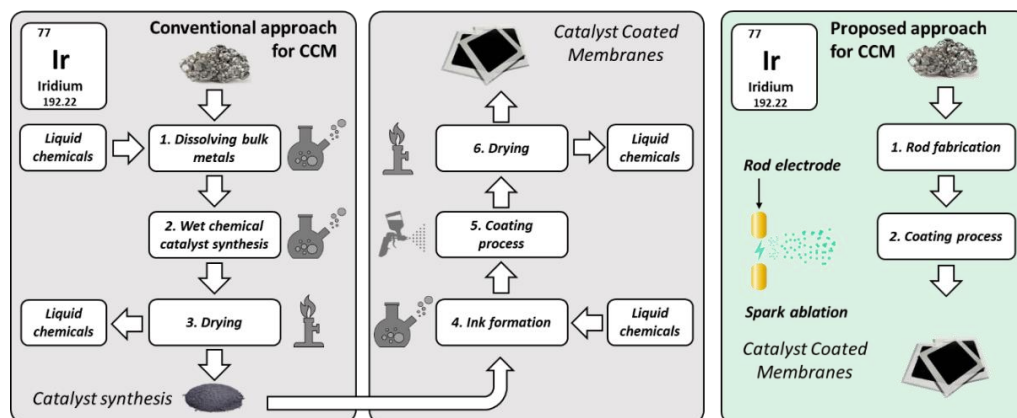 77
Ir
Iridium
192.22
Conventional approach
for CCM
Liquid
chemicals
1. Dissolving bulk
metals
2. Wet chemical
catalyst synthesis
Liquid
chemicals
3. Drying
Catalyst synthesis
Catalyst Coated
Membranes
6. Drying
Liquid
chemicals
5. Coating
process
4. Ink formation
Liquid
chemicals
77
Ir
Iridium
192.22
Proposed approach
for CCM
1. Rod fabrication
Rod electrode
2. Coating process
Spark ablation
Catalyst Coated
Membranes